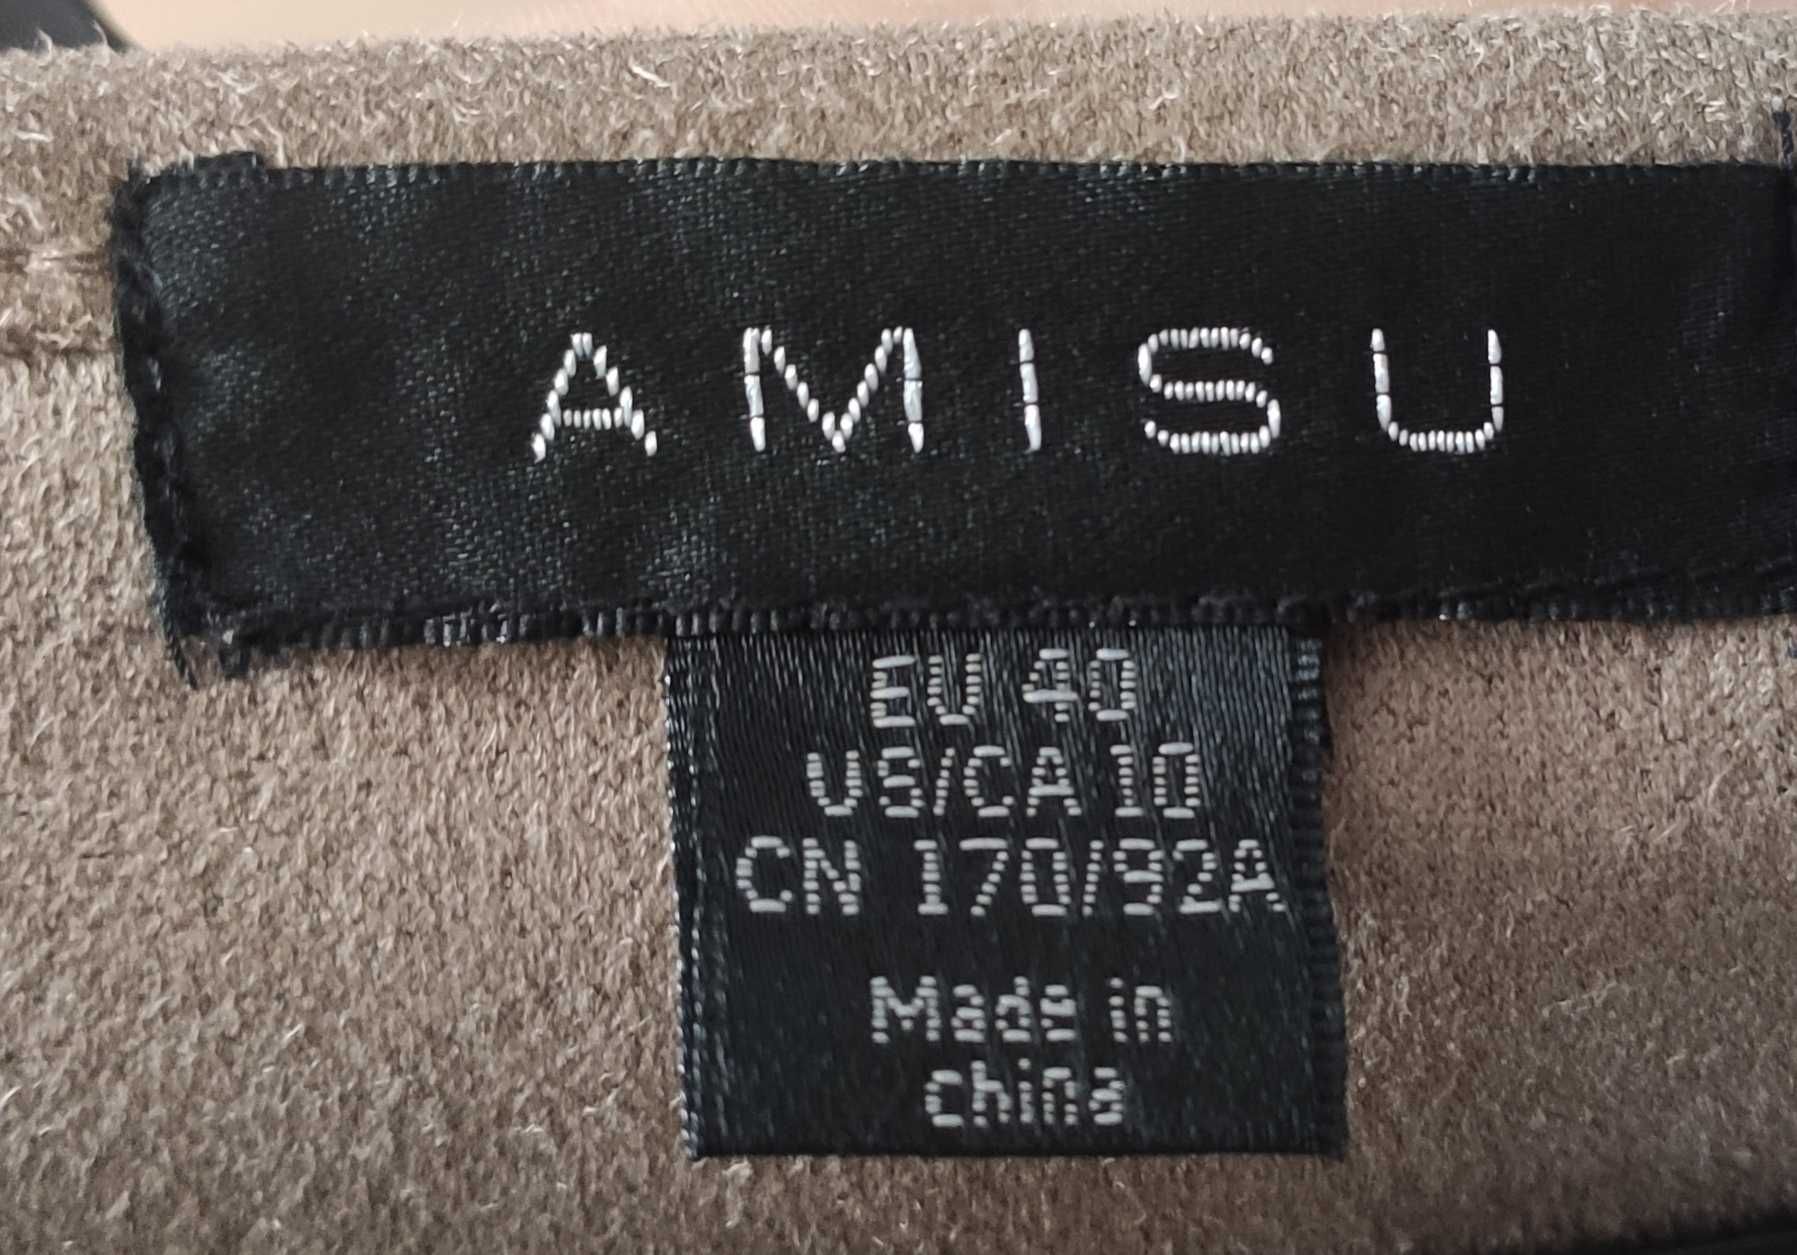 AMISU
EU 40
US/CA 10
CN 170/92A
Made in
china